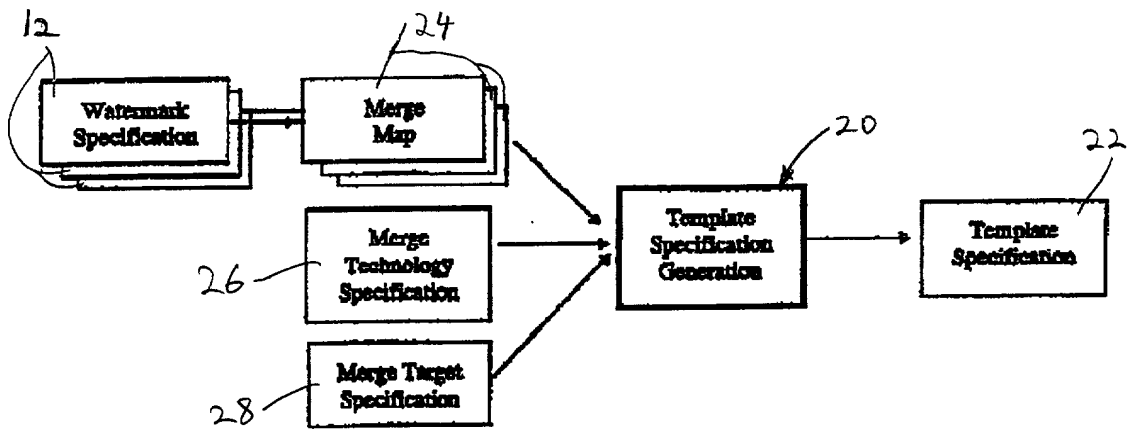 12
24
Watermark
Specification
Merge
Map
20
22
Template
Specification
Generation
Template
Specification
Merge
Technology
Specification
26
Merge Target
Specification
28